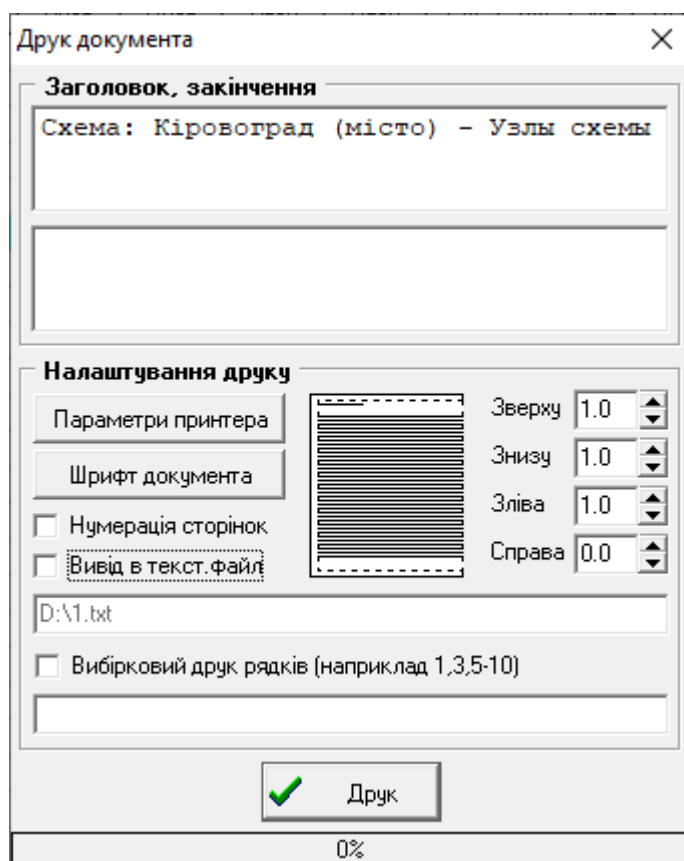 Друк документа
Заголовок, закінчення
Схема: Кіровоград (місто) - Узлы схемы
Налаштування друку
Параметри принтера
Шрифт документа
Нумерація сторінок
Вивід в текст.файл
Зверху 1.0
Знизу 1.0
Зліва 1.0
Справа 0.0
D:\1.txt
Вибірковий друк рядків (наприклад 1,3,5-10)
Друк
0%